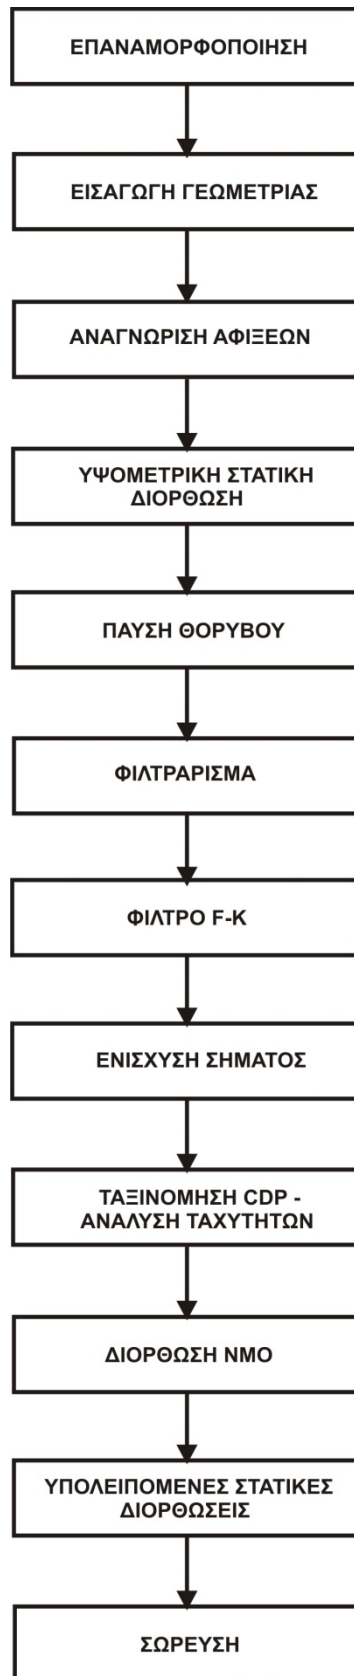 ΕΠΑΝΑΜΟΡΦΟΠΟΙΗΣΗ
ΕΙΣΑΓΩΓΗ ΓΕΩΜΕΤΡΙΑΣ
ΑΝΑΓΝΩΡΙΣΗ ΑΦΙΞΕΩΝ
ΥΨΟΜΕΤΡΙΚΗ ΣΤΑΤΙΚΗ
ΔΙΟΡΘΩΣΗ
ΠΑΥΣΗ ΘΟΡΥΒΟΥ
ΦΙΛΤΡΑΡΙΣΜΑ
ΦΙΛΤΡΟ F-K
ΕΝΙΣΧΥΣΗ ΣΗΜΑΤΟΣ
ΤΑΞΙΝΟΜΗΣΗ CDP -
ΑΝΑΛΥΣΗ ΤΑΧΥΤΗΤΩΝ
ΔΙΟΡΘΩΣΗ NMO
ΥΠΟΛΕΙΠΟΜΕΝΕΣ ΣΤΑΤΙΚΕΣ
ΔΙΟΡΘΩΣΕΙΣ
ΣΩΡΕΥΣΗ